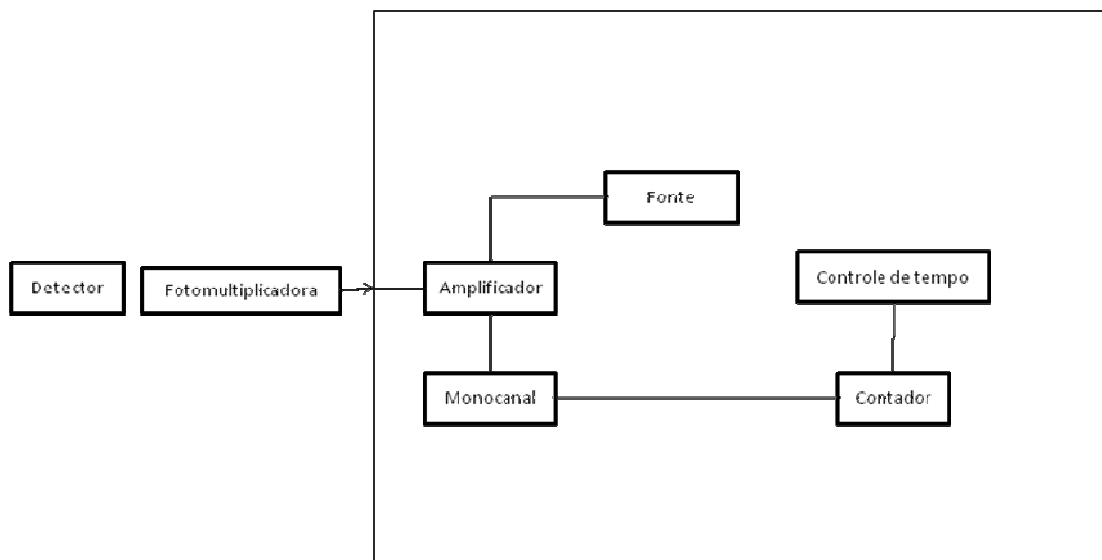 Fonte
Controle de tempo
Detector
Fotomultiplicadora
Amplificador
Monocanal
Contador